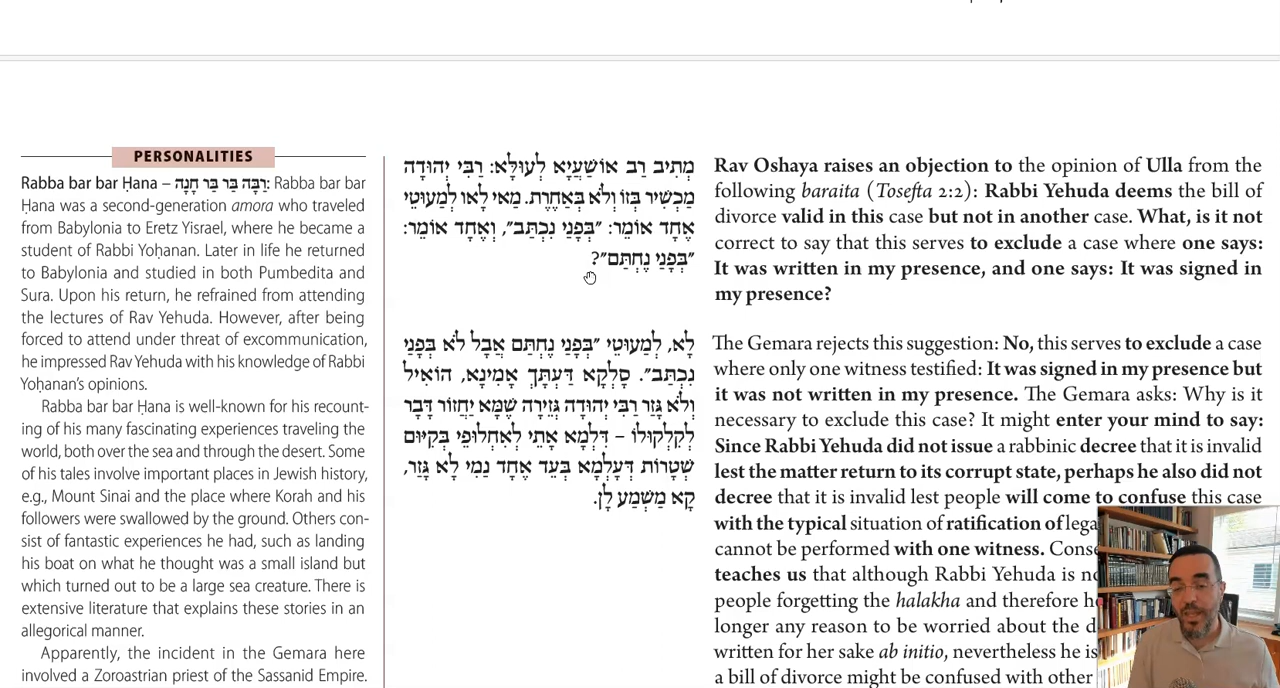 PERSONALITIES
Rabba bar bar Ḥana – רַבָּה בַּר בַּר חָנָה: Rabba bar bar
Ḥana was a second-generation amora who traveled
from Babylonia to Eretz Yisrael, where he became a
student of Rabbi Yoḥanan. Later in life he returned
to Babylonia and studied in both Pumbedita and
Sura. Upon his return, he refrained from attending
the lectures of Rav Yehuda. However, after being
forced to attend under threat of excommunication,
he impressed Rav Yehuda with his knowledge of Rabbi
Yoḥanan's opinions.
Rabba bar bar Ḥana is well-known for his recount-
ing of his many fascinating experiences traveling the
world, both over the sea and through the desert. Some
of his tales involve important places in Jewish history,
e.g., Mount Sinai and the place where Korah and his
followers were swallowed by the ground. Others con-
sist of fantastic experiences he had, such as landing
his boat on what he thought was a small island but
which turned out to be a large sea creature. There is
extensive literature that explains these stories in an
allegorical manner.
Apparently, the incident in the Gemara here
involved a Zoroastrian priest of the Sassanid Empire.
מְתִיב רַב אוֹשַׁעֲיָא לְעוּלָּא: רַבִּי יְהוּדָה
מַכְשִׁיר בָּזוֹ וְלֹא בְּאַחֶרֶת. מַאי לָאו לְמַעוּטֵי
אֶחָד אוֹמֵר: ״בְּפָנַי נִכְתַּב״, וְאֶחָד אוֹמֵר:
״בְּפָנַי נֶחְתַּם״?
לָא, לְמַעוּטֵי ״בְּפָנַי נֶחְתַּם אֲבָל לֹא בְּפָנַי
נִכְתַּב״. סָלְקָא דַּעְתָּךְ אָמֵינָא, הוֹאִיל
וְלֹא גָּזַר רַבִּי יְהוּדָה גְּזֵירָה שֶׁמָּא יַחֲזוֹר דָּבָר
לְקִלְקוּלוֹ – דִּלְמָא אָתֵי לְאִחְלוּפֵי בְּקִיּוּם
שְׁטָרוֹת דְּעָלְמָא בְּעֵד אֶחָד נַמִי לָא גָּזַר,
קָא מַשְׁמַע לָן.
Rav Oshaya raises an objection to the opinion of Ulla from the
following baraita (Tosefta 2:2): Rabbi Yehuda deems the bill of
divorce valid in this case but not in another case. What, is it not
correct to say that this serves to exclude a case where one says:
It was written in my presence, and one says: It was signed in
my presence?
The Gemara rejects this suggestion: No, this serves to exclude a case
where only one witness testified: It was signed in my presence but
it was not written in my presence. The Gemara asks: Why is it
necessary to exclude this case? It might enter your mind to say:
Since Rabbi Yehuda did not issue a rabbinic decree that it is invalid
lest the matter return to its corrupt state, perhaps he also did not
decree that it is invalid lest people will come to confuse this case
with the typical situation of ratification of lega
cannot be performed with one witness. Conse
teaches us that although Rabbi Yehuda is no
people forgetting the halakha and therefore h
longer any reason to be worried about the d
written for her sake ab initio, nevertheless he is
a bill of divorce might be confused with other